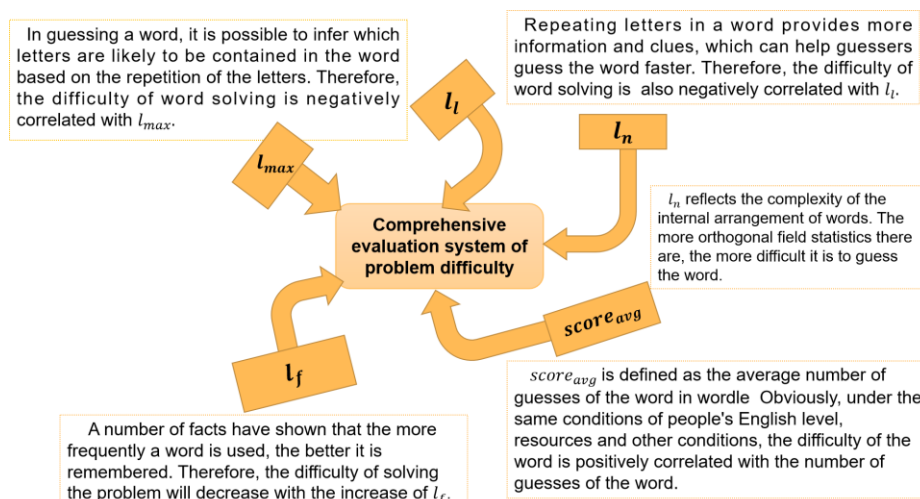 In guessing a word, it is possible to infer which
letters are likely to be contained in the word
based on the repetition of the letters. Therefore,
the difficulty of word solving is negatively
correlated with l_max.
Repeating letters in a word provides more
information and clues, which can help guessers
guess the word faster. Therefore, the difficulty of
word solving is also negatively correlated with l_l.
l_l
l_n
l_max
l_n reflects the complexity of the
internal arrangement of words. The
more orthogonal field statistics there
are, the more difficult it is to guess
the word.
Comprehensive
evaluation system of
problem difficulty
score_avg
l_f
score_avg is defined as the average number of
guesses of the word in wordle Obviously, under the
same conditions of people's English level,
resources and other conditions, the difficulty of the
word is positively correlated with the number of
guesses of the word.
A number of facts have shown that the more
frequently a word is used, the better it is
remembered. Therefore, the difficulty of solving
the problem will decrease with the increase of l_f.